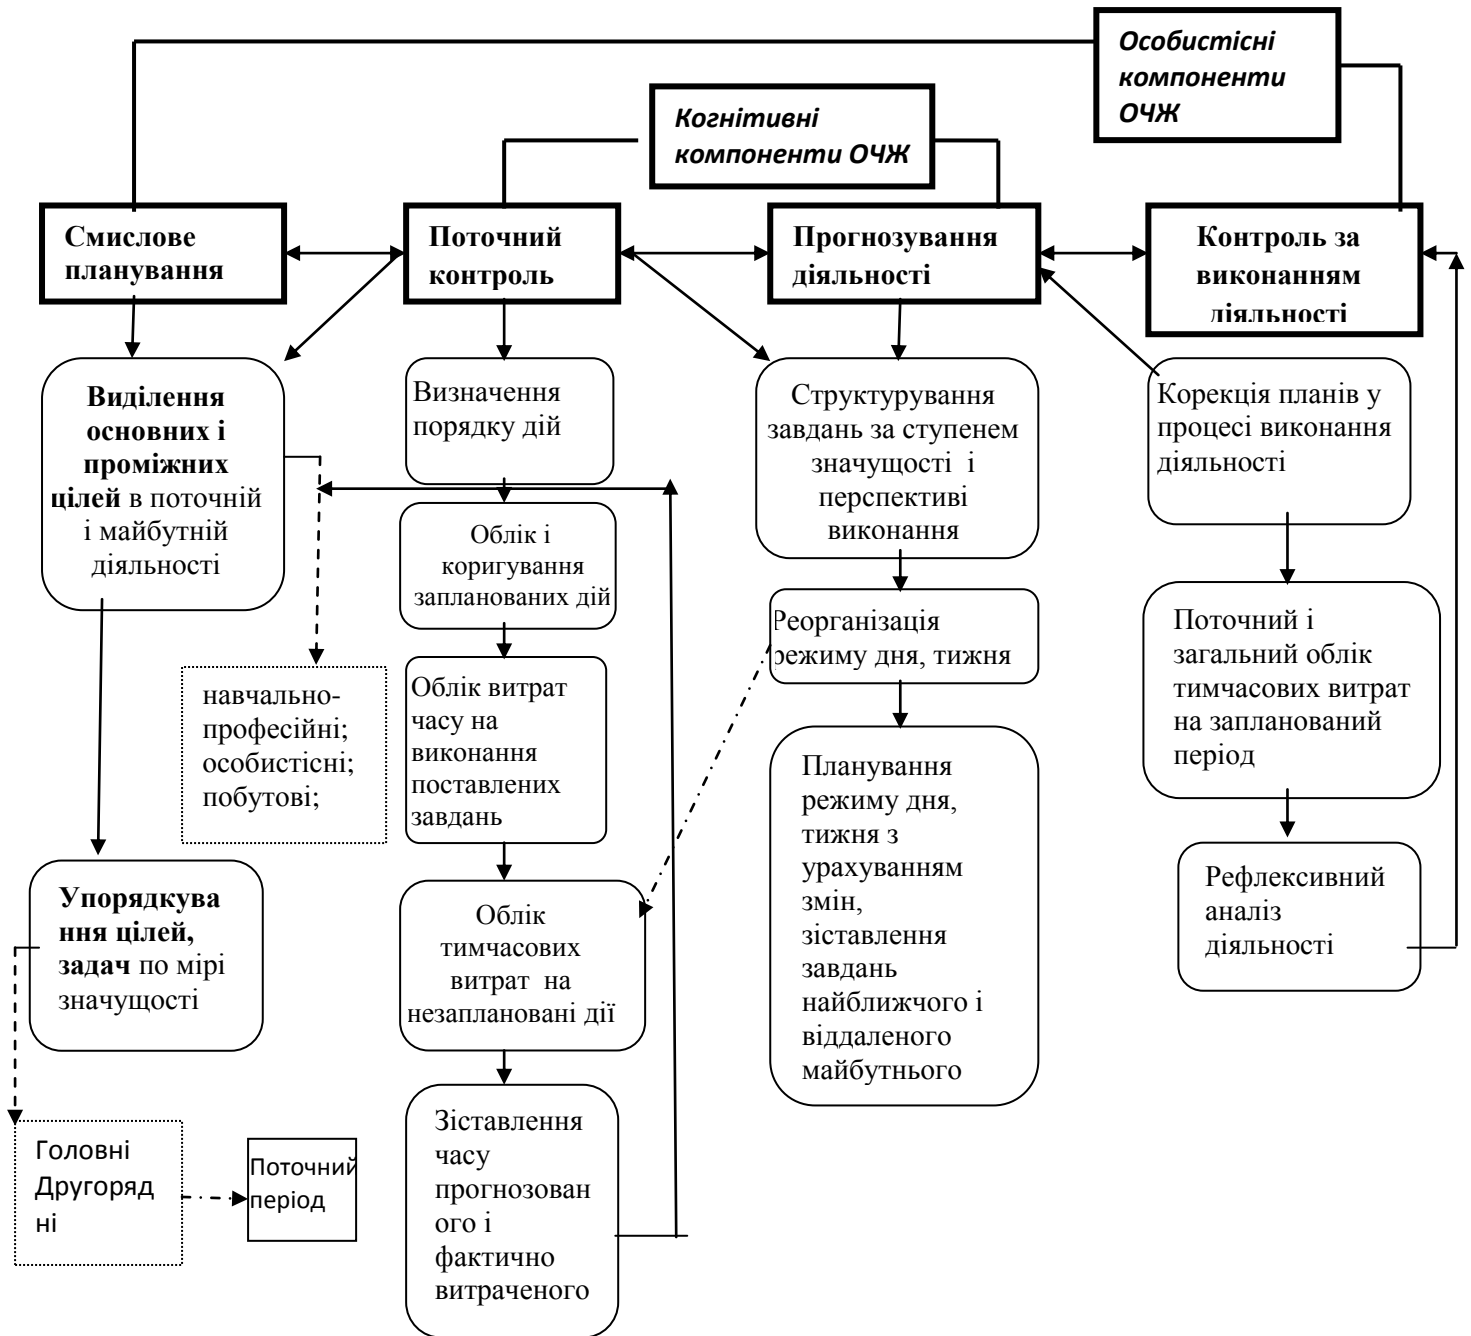 Особистісні
компоненти
ОЧЖ
Когнітивні
компоненти ОЧЖ
Смислове
планування
Поточний
контроль
Прогнозування
діяльності
Контроль за
виконанням
діяльності
Виділення
основних і
проміжних
цілей в поточній
і майбутній
діяльності
Визначення
порядку дій
Структурування
завдань за ступенем
значущості і
перспективі
виконання
Корекція планів у
процесі виконання
діяльності
Облік і
коригування
запланованих дій
Реорганізація
режиму дня, тижня
Поточний і
загальний облік
тимчасових витрат
на запланований
період
навчально-
професійні;
особистісні;
побутові;
Облік витрат
часу на
виконання
поставлених
завдань
Планування
режиму дня,
тижня з
урахуванням
змін,
зіставлення
завдань
найближчого і
віддаленого
майбутнього
Упорядкува
ння цілей,
задач по мірі
значущості
Облік
тимчасових
витрат на
незаплановані дії
Рефлексивний
аналіз
діяльності
Головні
Другоряд
ні
Поточний
період
Зіставлення
часу
прогнозован
ого і
фактично
витраченого